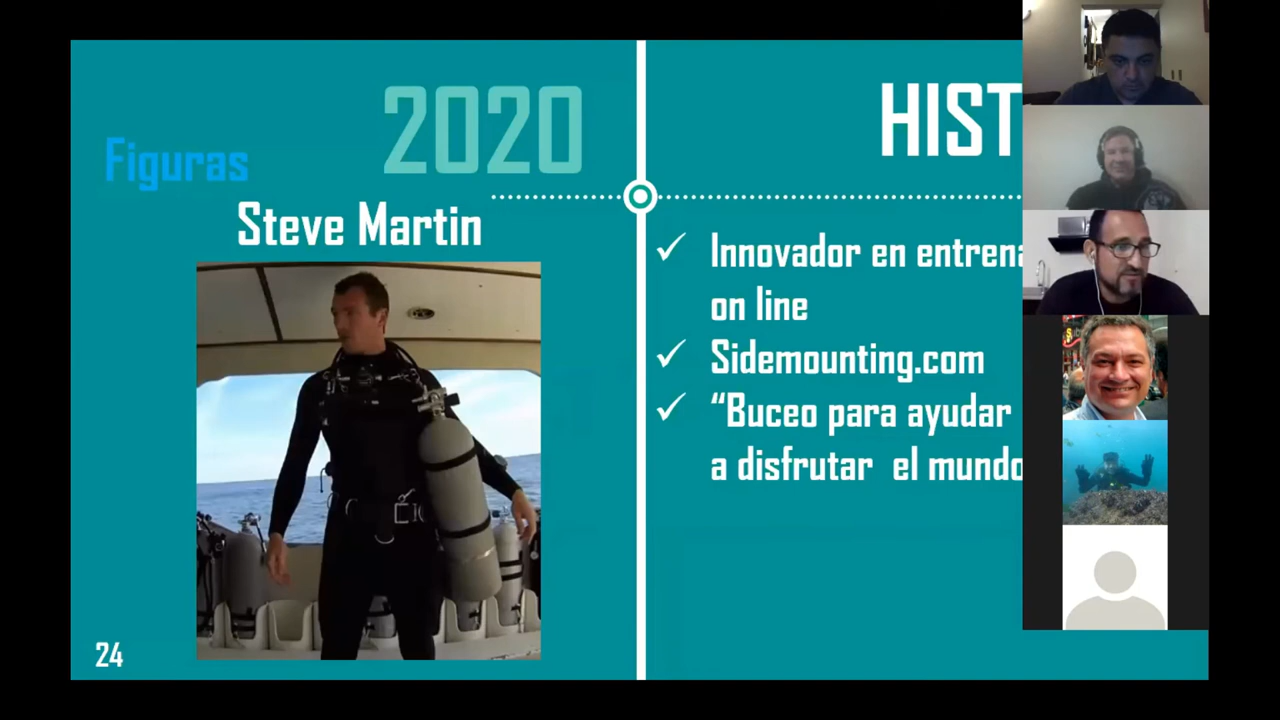 2020
Figuras
Steve Martin
24
HIST
Innovador en entrena
on line
Sidemounting.com
“Buceo para ayudar
a disfrutar el mundo